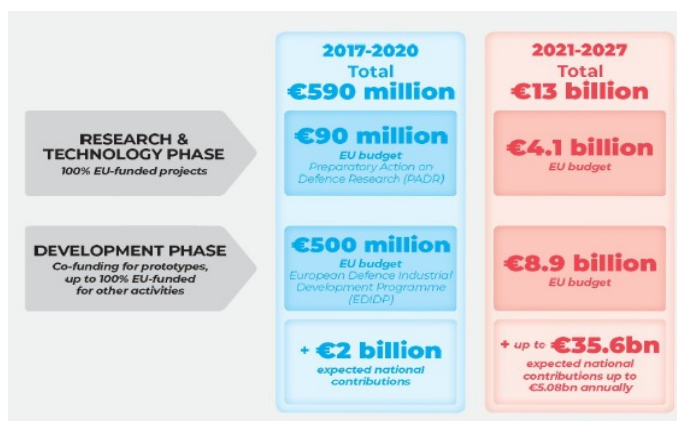 2017-2020
Total
€590 million
2021-2027
Total
€13 billion
RESEARCH &
TECHNOLOGY PHASE
100% EU-funded projects
€90 million
EU budget
Preparatory Action on
Defence Research (PADR)
€4.1 billion
EU budget
DEVELOPMENT PHASE
Co-funding for prototypes,
up to 100% EU-funded
for other activities
€500 million
EU budget
European Defence Industrial
Development Programme
(EDIDP)
€8.9 billion
EU budget
+ €2 billion
expected national
contributions
+ up to €35.6bn
expected national
contributions up to
€5.08bn annually